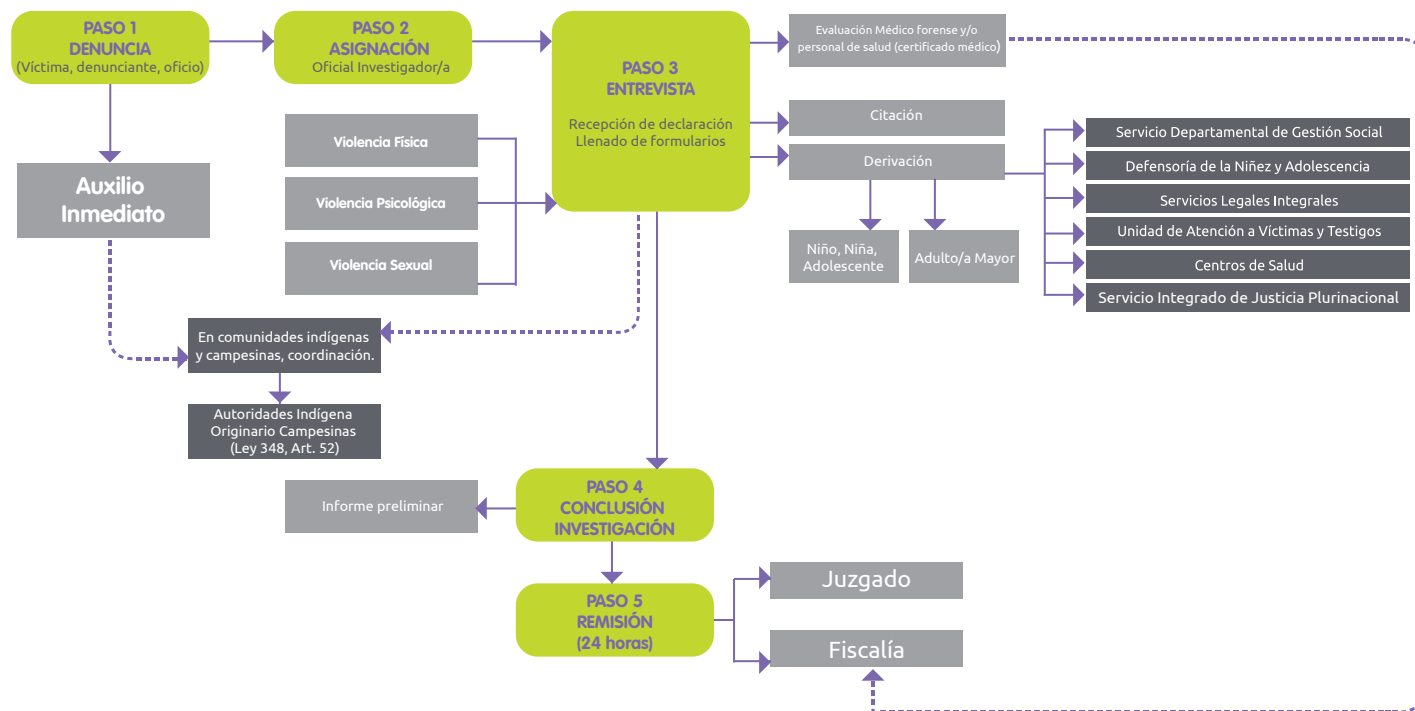 PASO 1
DENUNCIA
(Víctima, denunciante, oficio)
PASO 2
ASIGNACIÓN
Oficial Investigador/a
PASO 3
ENTREVISTA
Recepción de declaración
Llenado de formularios
Evaluación Médico forense y/o
personal de salud (certificado médico)
Citación
Derivación
Niño, Niña,
Adolescente
Adulto/a Mayor
Servicio Departamental de Gestión Social
Defensoría de la Niñez y Adolescencia
Servicios Legales Integrales
Unidad de Atención a Víctimas y Testigos
Centros de Salud
Servicio Integrado de Justicia Plurinacional
Violencia Física
Violencia Psicológica
Violencia Sexual
Auxilio
Inmediato
En comunidades indígenas
y campesinas, coordinación.
Autoridades Indígena
Originario Campesinas
(Ley 348, Art. 52)
Informe preliminar
PASO 4
CONCLUSIÓN
INVESTIGACIÓN
PASO 5
REMISIÓN
(24 horas)
Juzgado
Fiscalía